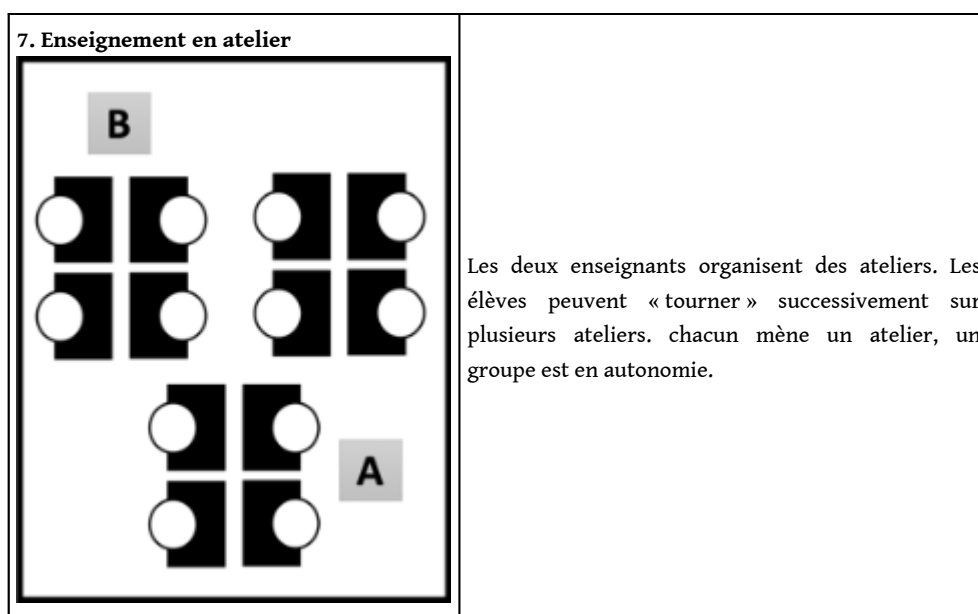 7. Enseignement en atelier
B
A
Les deux enseignants organisent des ateliers. Les
élèves peuvent « tourner » successivement sur
plusieurs ateliers. chacun mène un atelier, un
groupe est en autonomie.